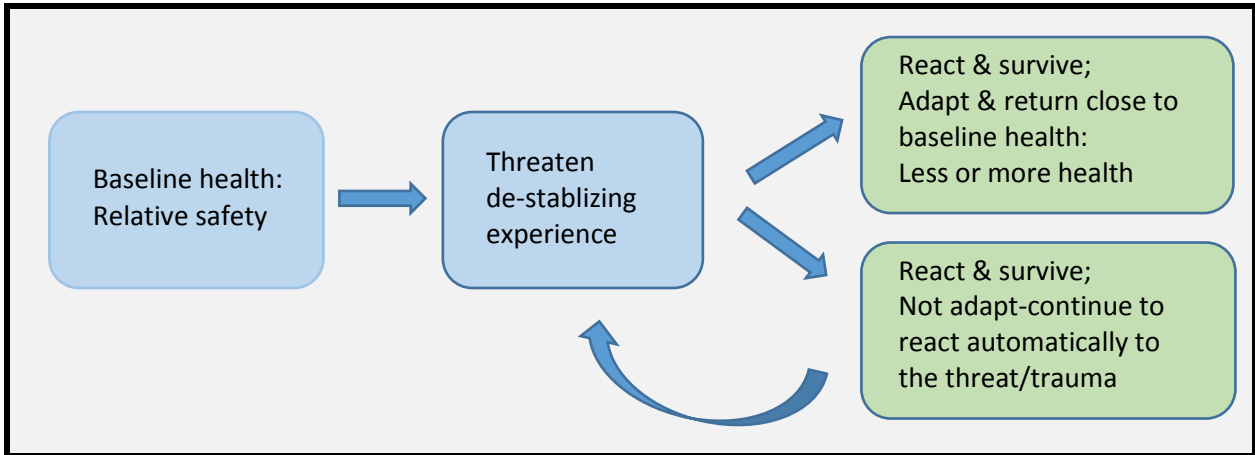 Baseline health:
Relative safety
Threaten
de-stablizing
experience
React & survive;
Adapt & return close to
baseline health:
Less or more health
React & survive;
Not adapt-continue to
react automatically to
the threat/trauma